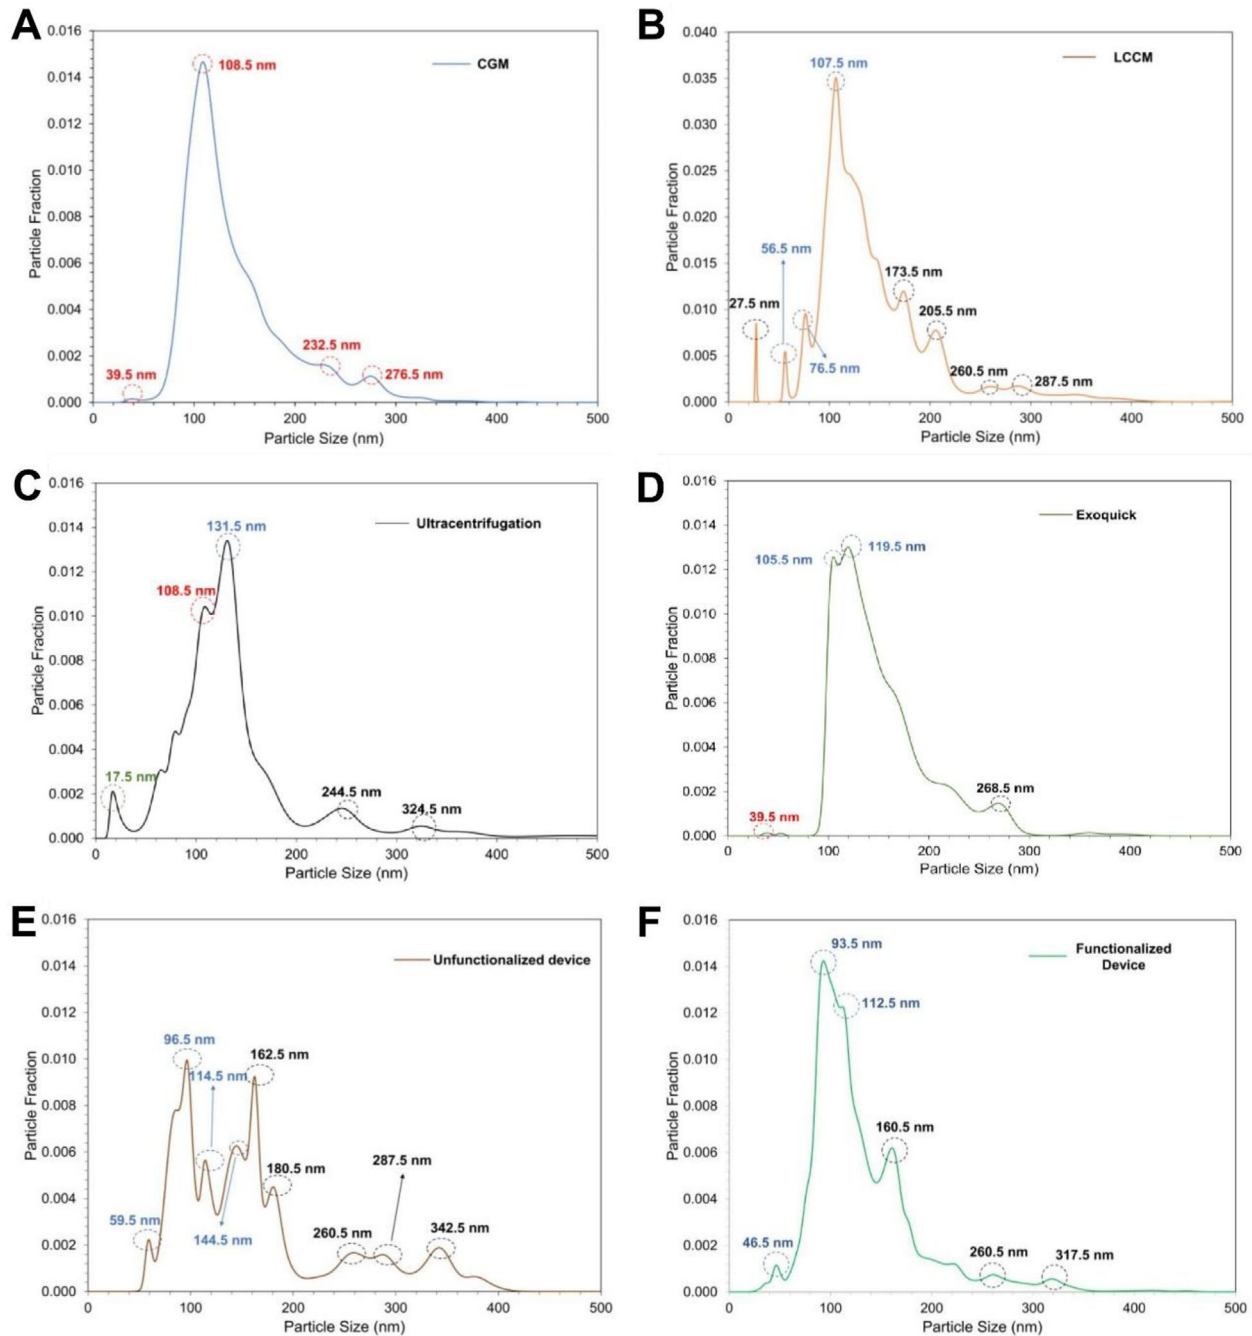 A
0.016
0.014
0.012
0.010
0.008
0.006
0.004
0.002
0.000
Particle Fraction
108.5 nm
CGM
39.5 nm
232.5 nm
276.5 nm
0 100 200 300 400 500
Particle Size (nm)
B
0.040
0.035
0.030
0.025
0.020
0.015
0.010
0.005
0.000
Particle Fraction
107.5 nm
LCCM
56.5 nm
27.5 nm
76.5 nm
173.5 nm
205.5 nm
260.5 nm
287.5 nm
0 100 200 300 400 500
Particle Size (nm)
C
0.016
0.014
0.012
0.010
0.008
0.006
0.004
0.002
0.000
Particle Fraction
131.5 nm
Ultracentrifugation
108.5 nm
17.5 nm
244.5 nm
324.5 nm
0 100 200 300 400 500
Particle Size (nm)
D
0.016
0.014
0.012
0.010
0.008
0.006
0.004
0.002
0.000
Particle Fraction
Exoquick
105.5 nm
119.5 nm
39.5 nm
268.5 nm
0 100 200 300 400 500
Particle Size (nm)
E
0.016
0.014
0.012
0.010
0.008
0.006
0.004
0.002
0.000
Particle Fraction
Unfunctionalized device
96.5 nm
162.5 nm
114.5 nm
180.5 nm
287.5 nm
59.5 nm
144.5 nm
260.5 nm
342.5 nm
0 100 200 300 400 500
Particle Size (nm)
F
0.016
0.014
0.012
0.010
0.008
0.006
0.004
0.002
0.000
Particle Fraction
93.5 nm
Functionalized
Device
112.5 nm
160.5 nm
46.5 nm
260.5 nm
317.5 nm
0 100 200 300 400 500
Particle Size (nm)